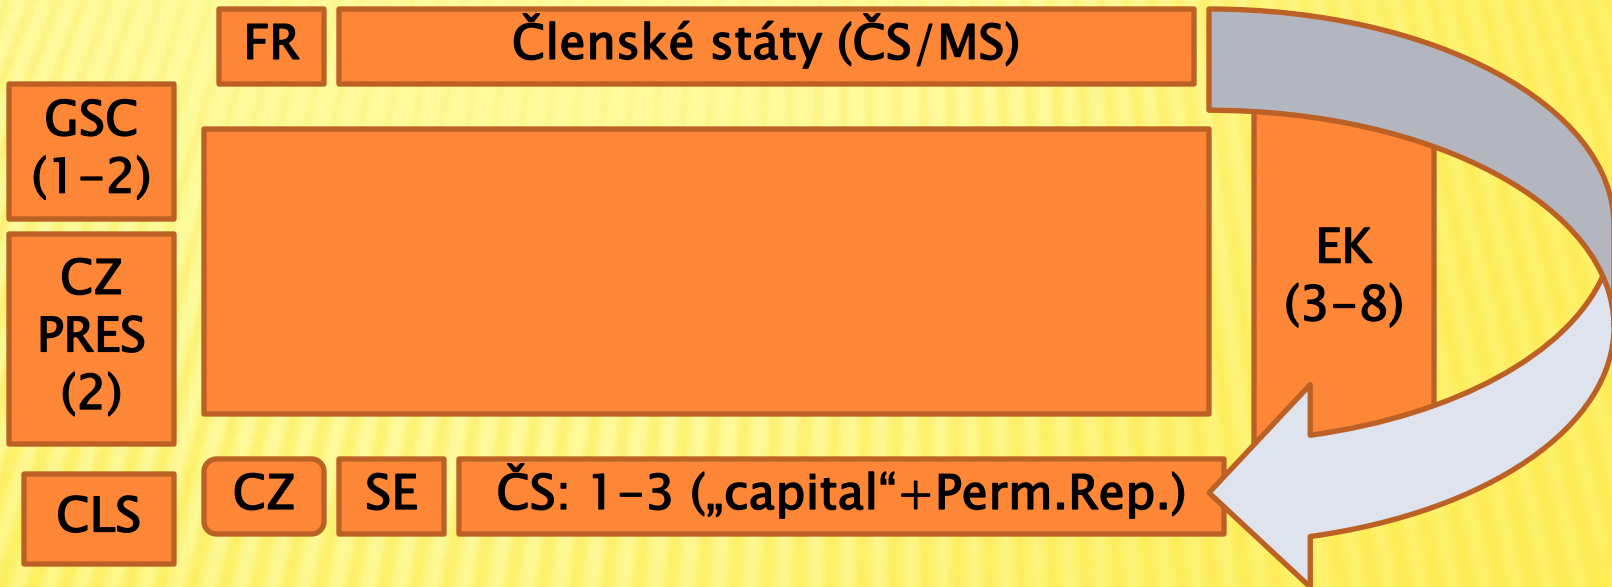 FR
Členské státy (ČS/MS)
GSC
(1-2)
CZ
PRES
(2)
EK
(3-8)
CLS
CZ
SE
ČS: 1-3 („capital“+Perm.Rep.)